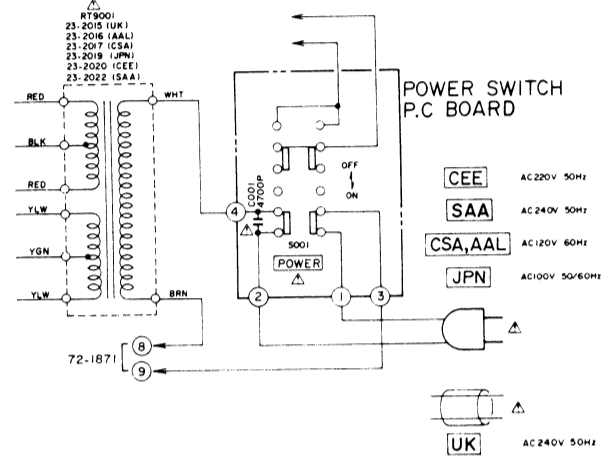 RT9001
23-2015 (UK)
23-2016 (AAL)
23-2017 (CSA)
23-2019 (JPN)
23-2020 (CEE)
23-2022 (SAA)
RED
WHT
BLK
RED
YLW
YGN
YLW
BRN
POWER SWITCH
P.C BOARD
OFF
ON
C001
4700P
4
S001
POWER
2
1
3
72-1871
8
9
CEE AC220V 50Hz
SAA AC240V 50Hz
CSA,AAL AC120V 60Hz
JPN AC100V 50/60Hz
UK AC240V 50Hz